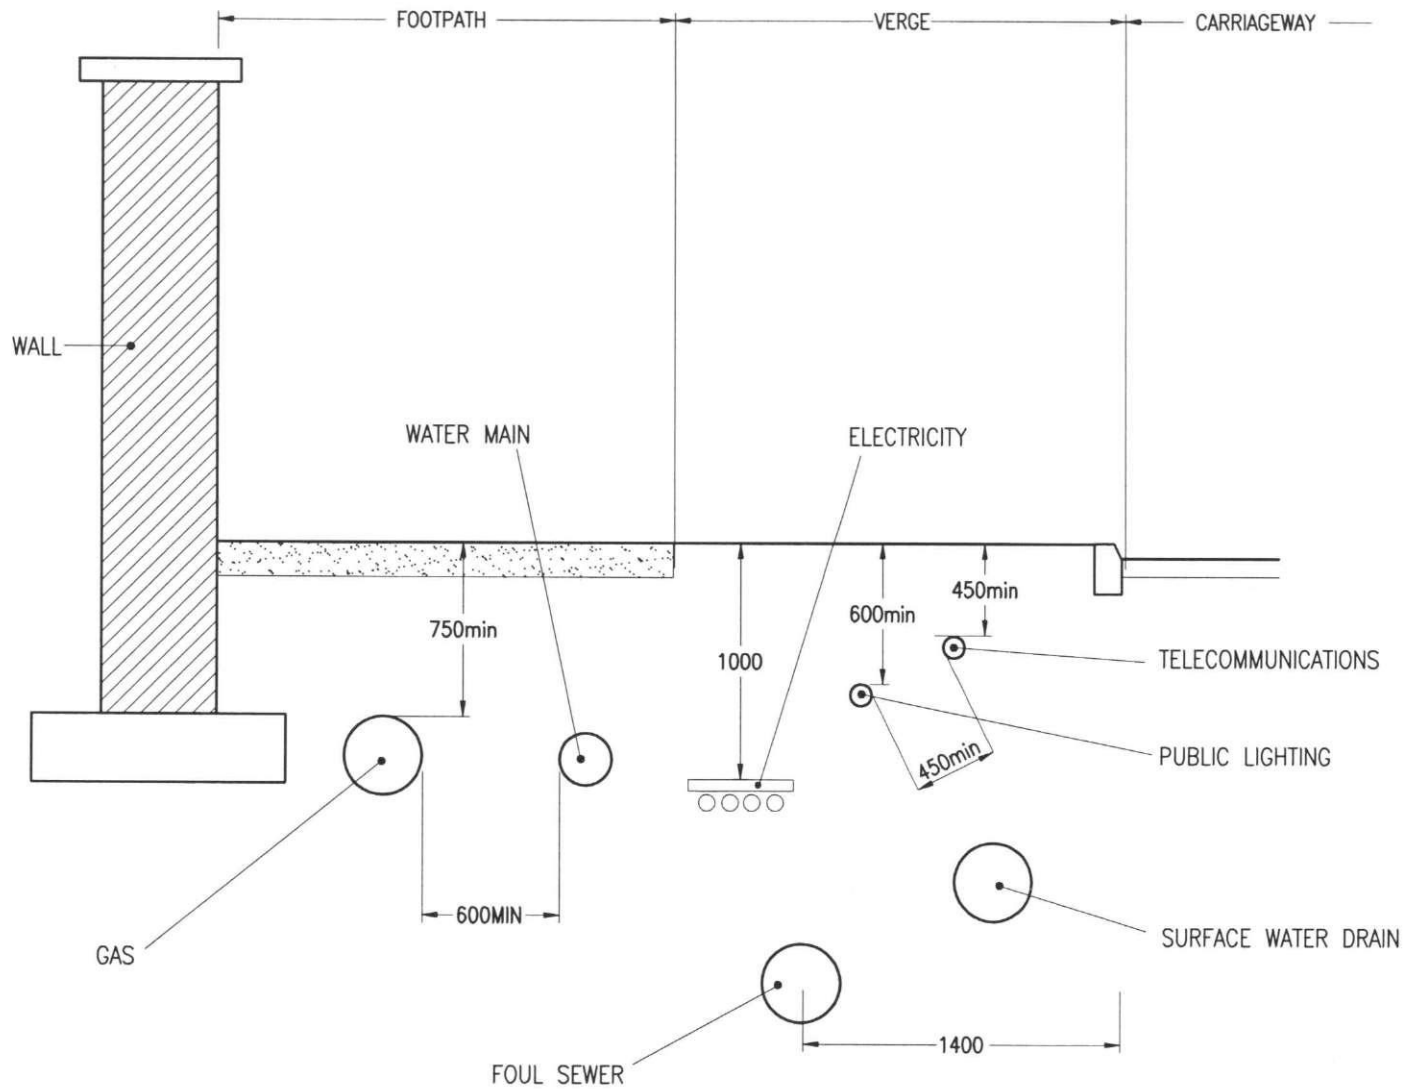 FOOTPATH
VERGE
CARRIAGEWAY
WALL
WATER MAIN
ELECTRICITY
750min
1000
600min
450min
TELECOMMUNICATIONS
PUBLIC LIGHTING
450min
600MIN
GAS
SURFACE WATER DRAIN
1400
FOUL SEWER